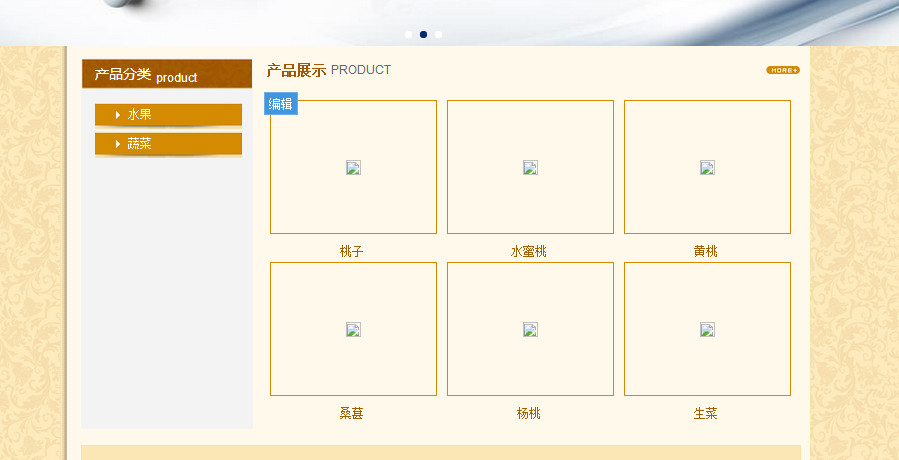 产品分类 product
水果
蔬菜
产品展示 PRODUCT
MORE+
编辑
桃子
水蜜桃
黄桃
桑葚
杨桃
生菜